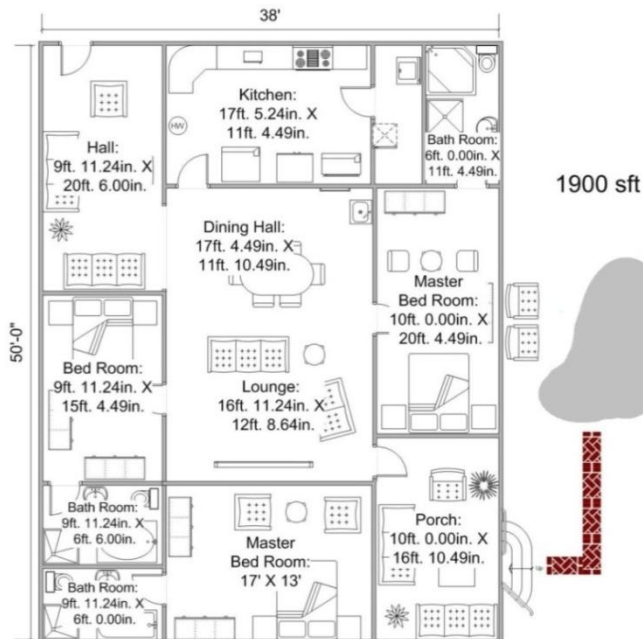 38'
Kitchen:
17ft. 5.24in. X
11ft. 4.49in.
HW
Hall:
9ft. 11.24in. X
20ft. 6.00in.
Bath Room:
6ft. 0.00in. X
11ft. 4.49in.
1900 sft
Dining Hall:
17ft. 4.49in. X
11ft. 10.49in.
Master
Bed Room:
10ft. 0.00in. X
20ft. 4.49in.
50'-0"
Bed Room:
9ft. 11.24in. X
15ft. 4.49in.
Lounge:
16ft. 11.24in. X
12ft. 8.64in.
Bath Room:
9ft. 11.24in. X
6ft. 6.00in.
Master
Bed Room:
17' X 13'
Porch:
10ft. 0.00in. X
16ft. 10.49in.
Bath Room:
9ft. 11.24in. X
6ft. 0.00in.